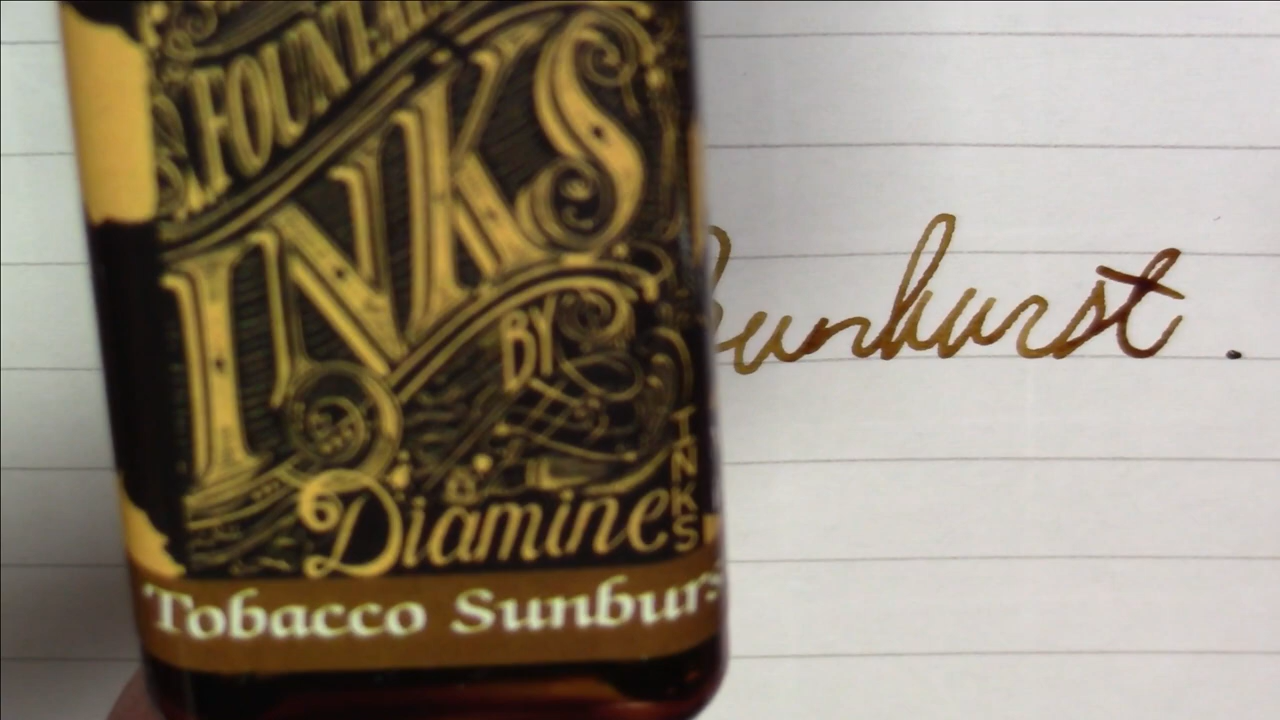 FOUNTAIN
INKS
BY
Diamine
INKS
Tobacco Sunburs
Sunburst.